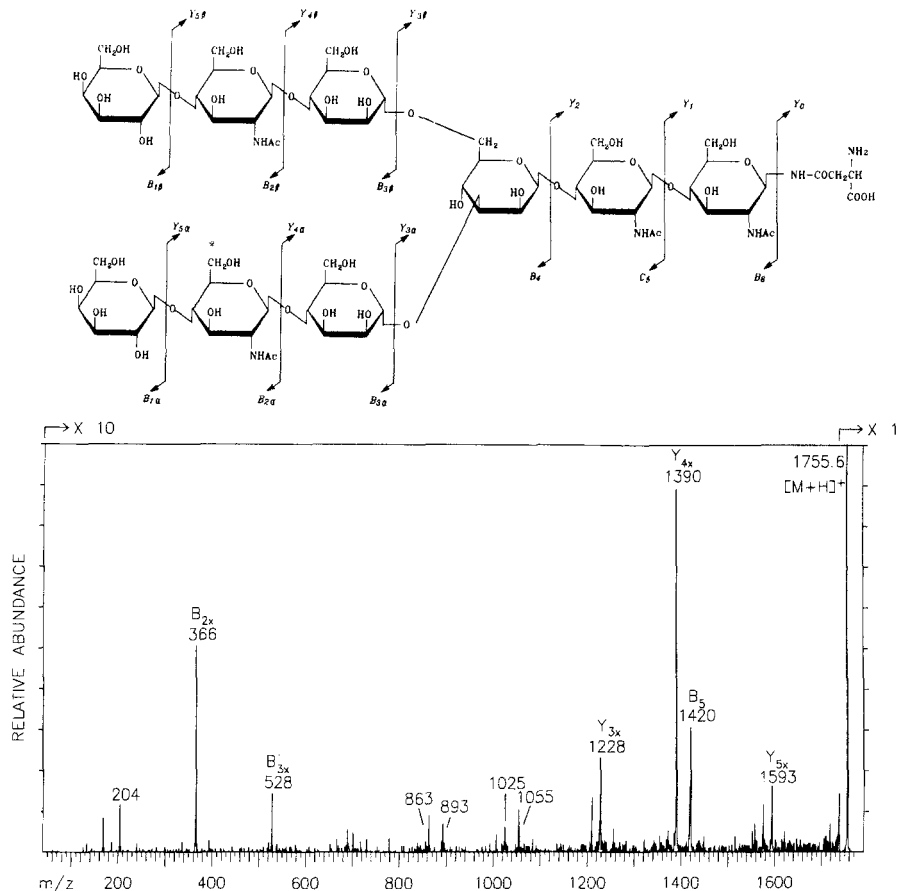 Y5β Y4β Y3β
CH2OH CH2OH CH2OH
O O O
HO OH O OH O OH HO O
OH NHAc
B1β B2β B3β
Y2 Y1 Y0
CH2 CH2OH CH2OH NH2
O O O
HO HO O OH O OH NH-COCH2CH
NHAc NHAc COOH
B4 C5 B6
Y5α Y4α Y3α
CH2OH CH2OH CH2OH
O O O
HO OH O OH O OH HO O
OH NHAc
B1α B2α B3α
X 10 X 1
Y4x
1390
1755.6
[M+H]+
B2x
366
B5
1420
Y3x
1228
Y5x
1593
B3x
528
204
863
893
1025
1055
RELATIVE ABUNDANCE
m/z 200 400 600 800 1000 1200 1400 1600